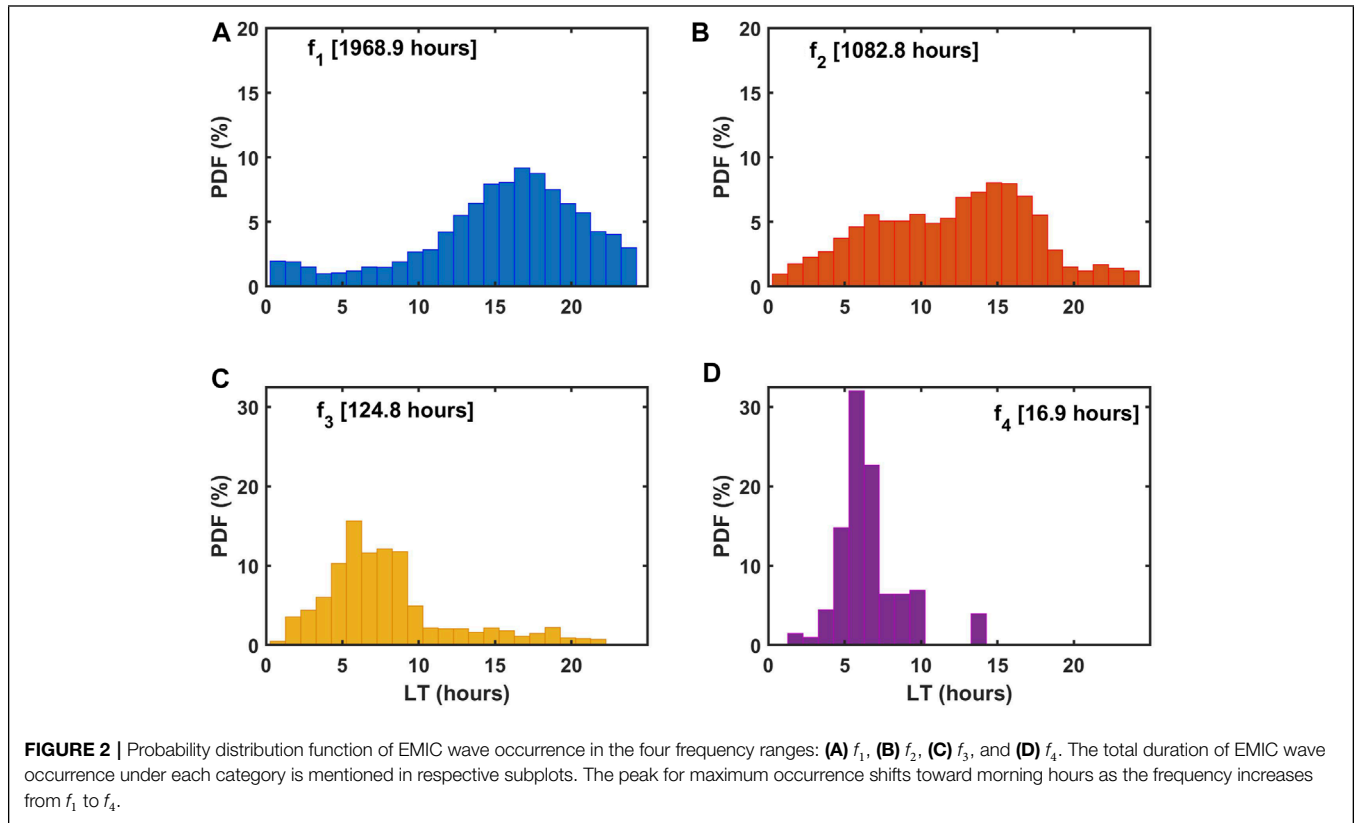 A
f1 [1968.9 hours]
PDF (%)
20
15
10
5
0
0 5 10 15 20
B
f2 [1082.8 hours]
PDF (%)
20
15
10
5
0
0 5 10 15 20
C
f3 [124.8 hours]
PDF (%)
30
20
10
0
0 5 10 15 20
LT (hours)
D
f4 [16.9 hours]
PDF (%)
30
20
10
0
0 5 10 15 20
LT (hours)
FIGURE 2 | Probability distribution function of EMIC wave occurrence in the four frequency ranges: (A) f1, (B) f2, (C) f3, and (D) f4. The total duration of EMIC wave
occurrence under each category is mentioned in respective subplots. The peak for maximum occurrence shifts toward morning hours as the frequency increases
from f1 to f4.